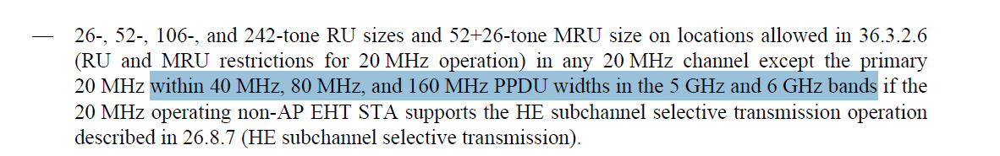 — 26-, 52-, 106-, and 242-tone RU sizes and 52+26-tone MRU size on locations allowed in 36.3.2.6
(RU and MRU restrictions for 20 MHz operation) in any 20 MHz channel except the primary
20 MHz within 40 MHz, 80 MHz, and 160 MHz PPDU widths in the 5 GHz and 6 GHz bands if the
20 MHz operating non-AP EHT STA supports the HE subchannel selective transmission operation
described in 26.8.7 (HE subchannel selective transmission).